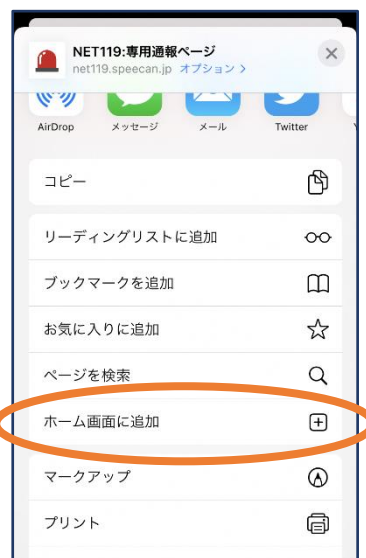 NET119:専用通報ページ
net119.speecan.jp オプション >
AirDrop メッセージ メール Twitter
コピー
リーディングリストに追加
ブックマークを追加
お気に入りに追加
ページを検索
ホーム画面に追加
マークアップ
プリント